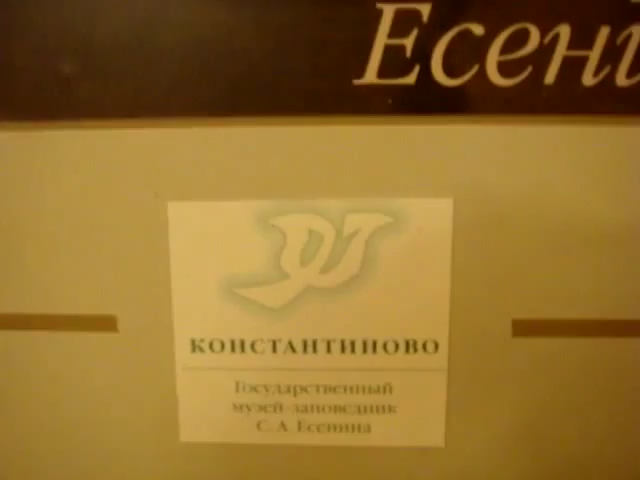 Есени
КОНСТАНТИНОВО
Государственный
музей-заповедник
С. А. Есенина